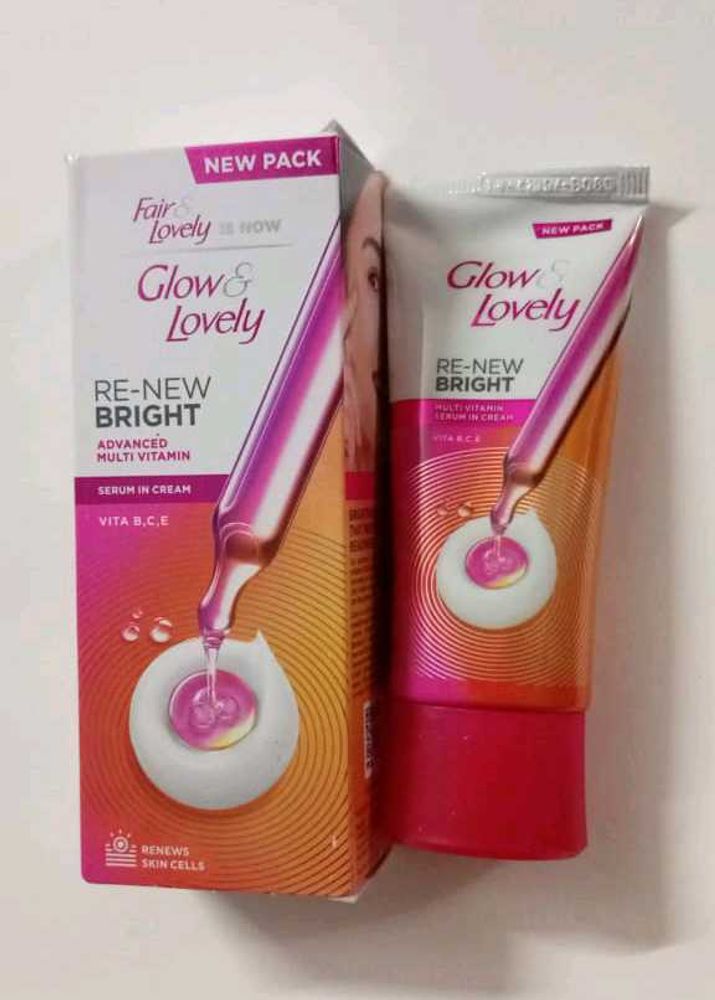 NEW PACK
Fair &
Lovely IS NOW
Glow &
Lovely
RE-NEW
BRIGHT
ADVANCED
MULTI VITAMIN
SERUM IN CREAM
VITA B,C,E
RENEWS
SKIN CELLS
NEW PACK
Glow &
Lovely
RE-NEW
BRIGHT
MULTI VITAMIN
SERUM IN CREAM
VITA B,C,E